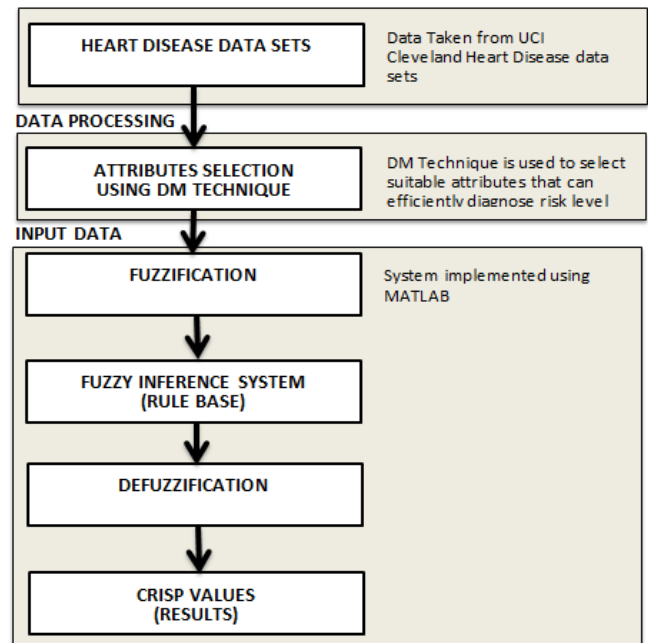 HEART DISEASE DATA SETS
Data Taken from UCI
Cleveland Heart Disease data
sets
DATA PROCESSING
ATTRIBUTES SELECTION
USING DM TECHNIQUE
DM Technique is used to select
suitable attributes that can
efficiently diagnose risk level
INPUT DATA
FUZZIFICATION
System implemented using
MATLAB
FUZZY INFERENCE SYSTEM
(RULE BASE)
DEFUZZIFICATION
CRISP VALUES
(RESULTS)